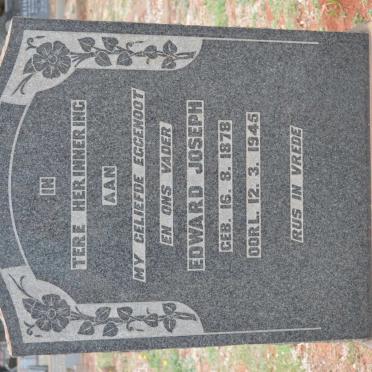 IN
TERE HERINNERING
AAN
MY GELIEFDE EGGENOOT
EN ONS VADER
EDWARD JOSEPH
GEB. 16. 8. 1878
OORL. 12. 3. 1945
RUS IN VREDE